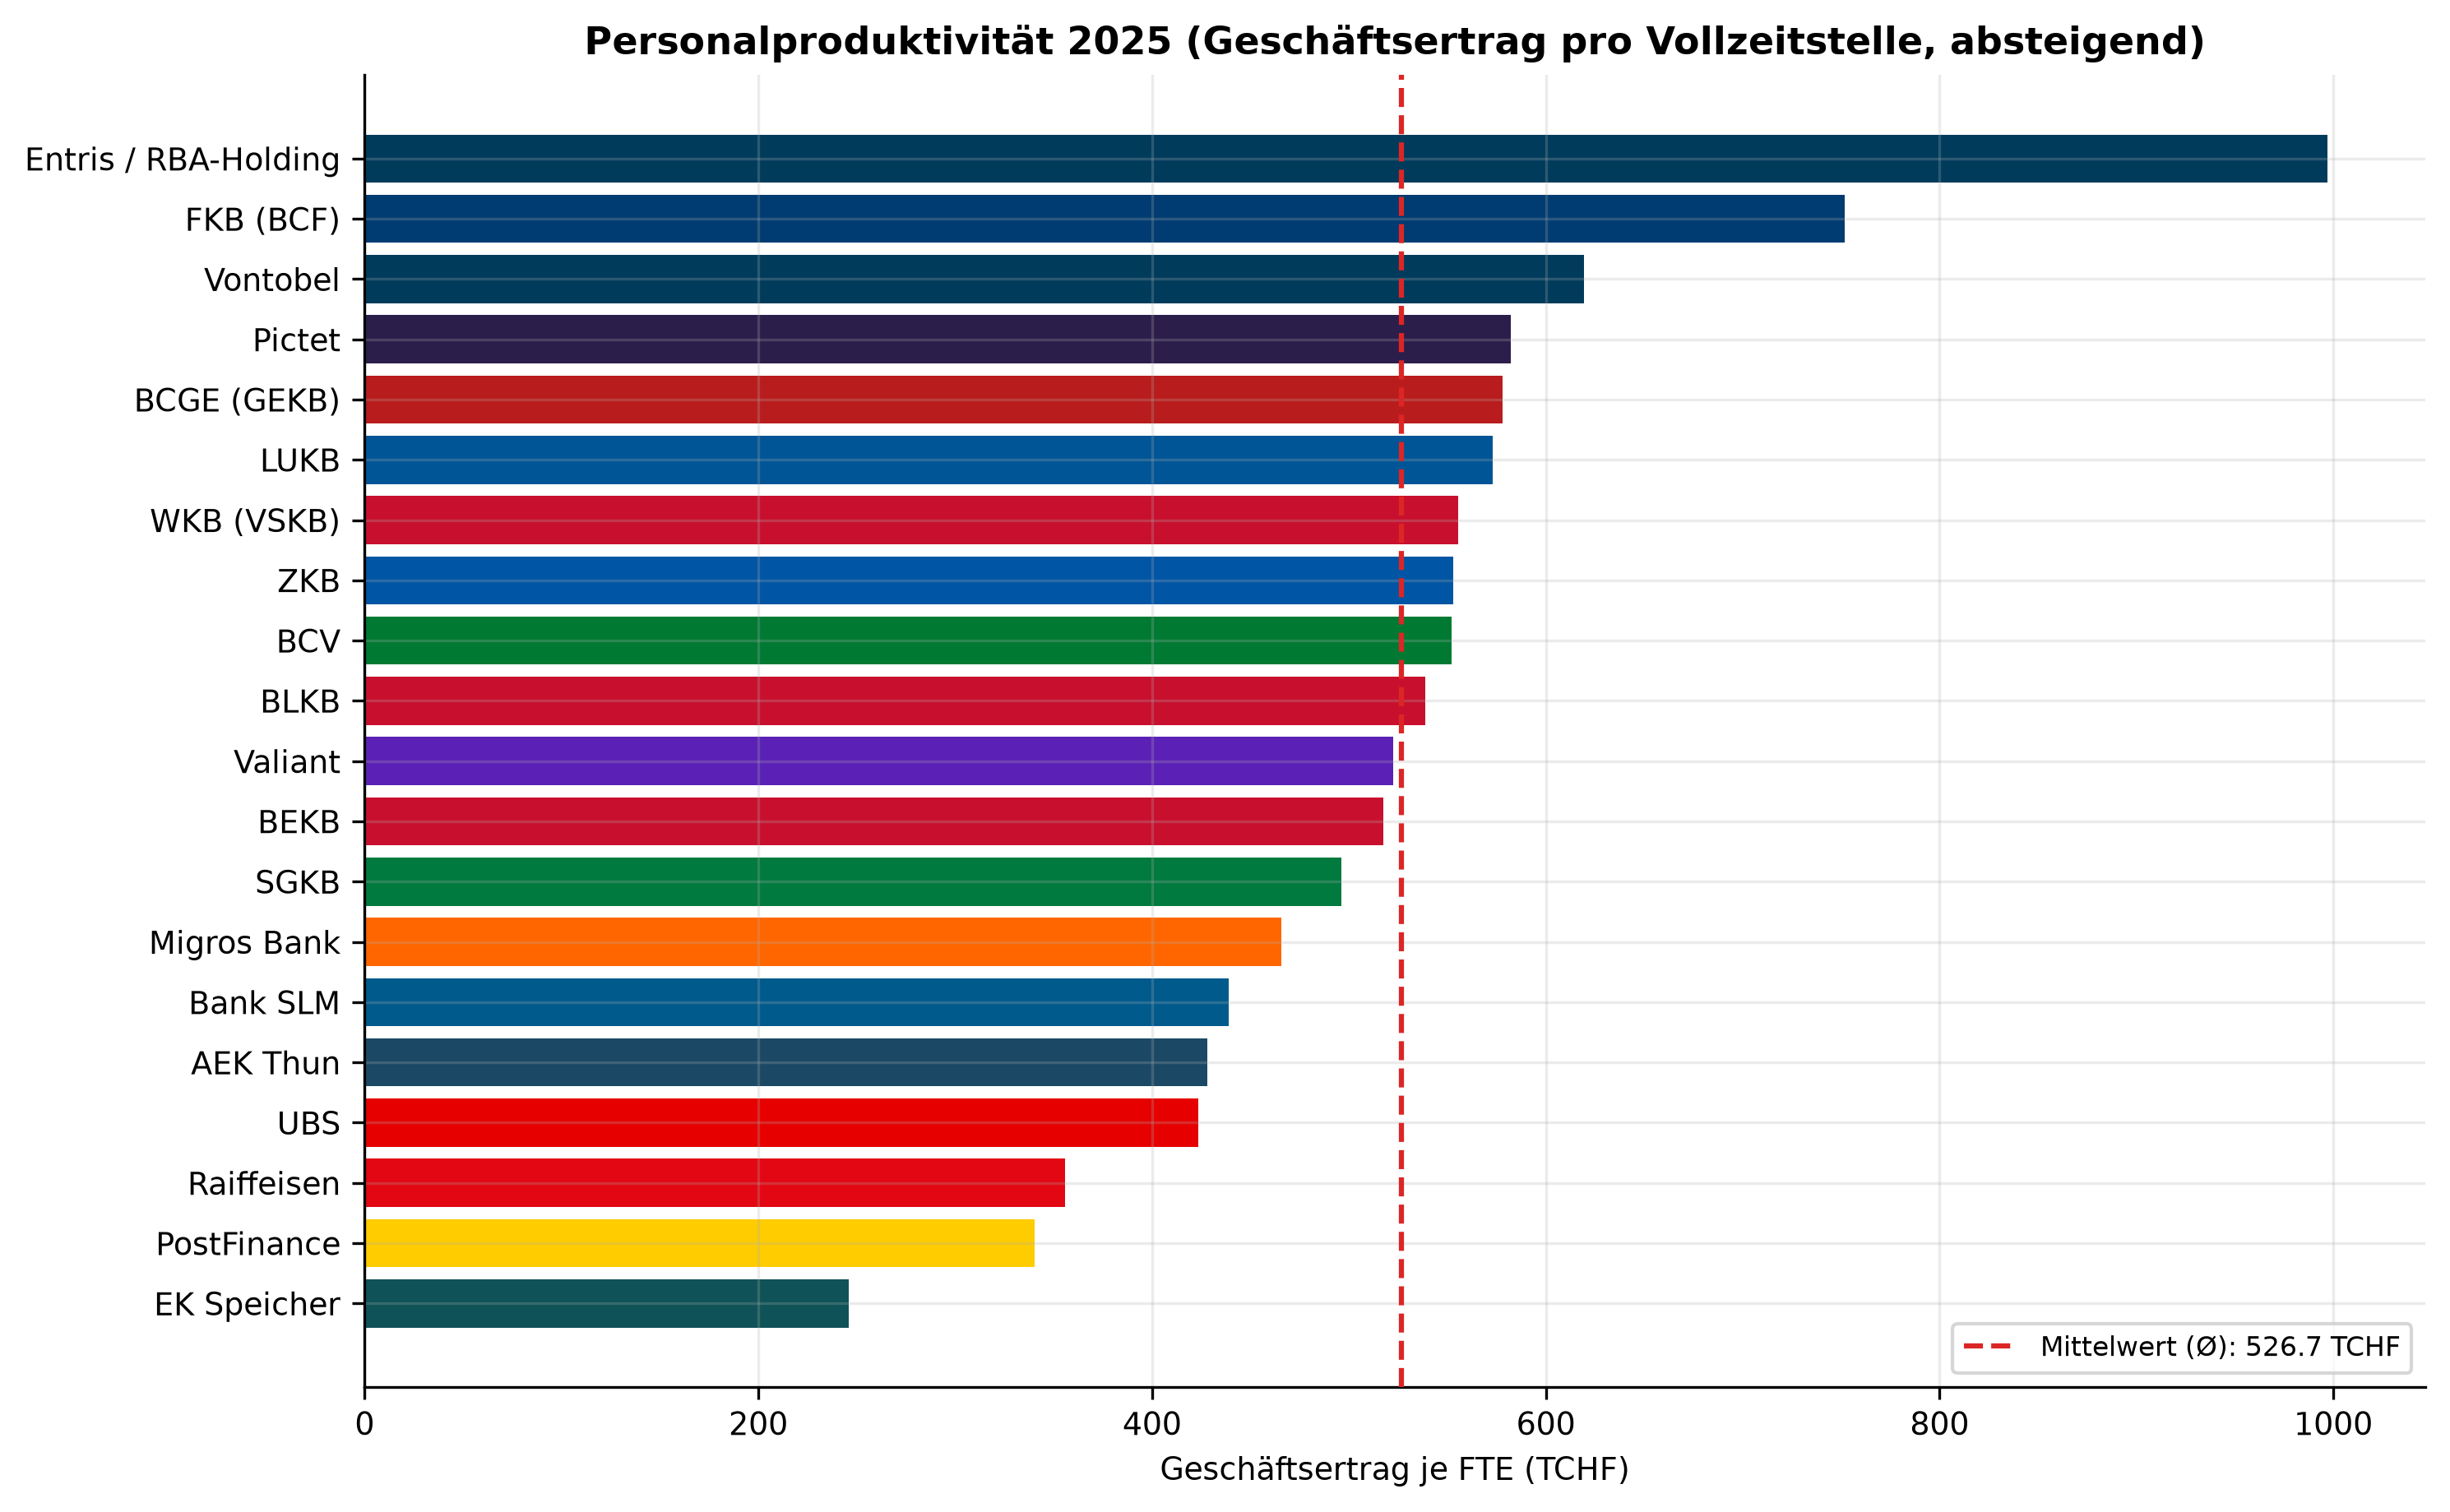 Personalproduktivität 2025 (Geschäftsertrag pro Vollzeitstelle, absteigend)
Entris / RBA-Holding
FKB (BCF)
Vontobel
Pictet
BCGE (GEKB)
LUKB
WKB (VSKB)
ZKB
BCV
BLKB
Valiant
BEKB
SGKB
Migros Bank
Bank SLM
AEK Thun
UBS
Raiffeisen
PostFinance
EK Speicher
Mittelwert (Ø): 526.7 TCHF
0 200 400 600 800 1000
Geschäftsertrag je FTE (TCHF)